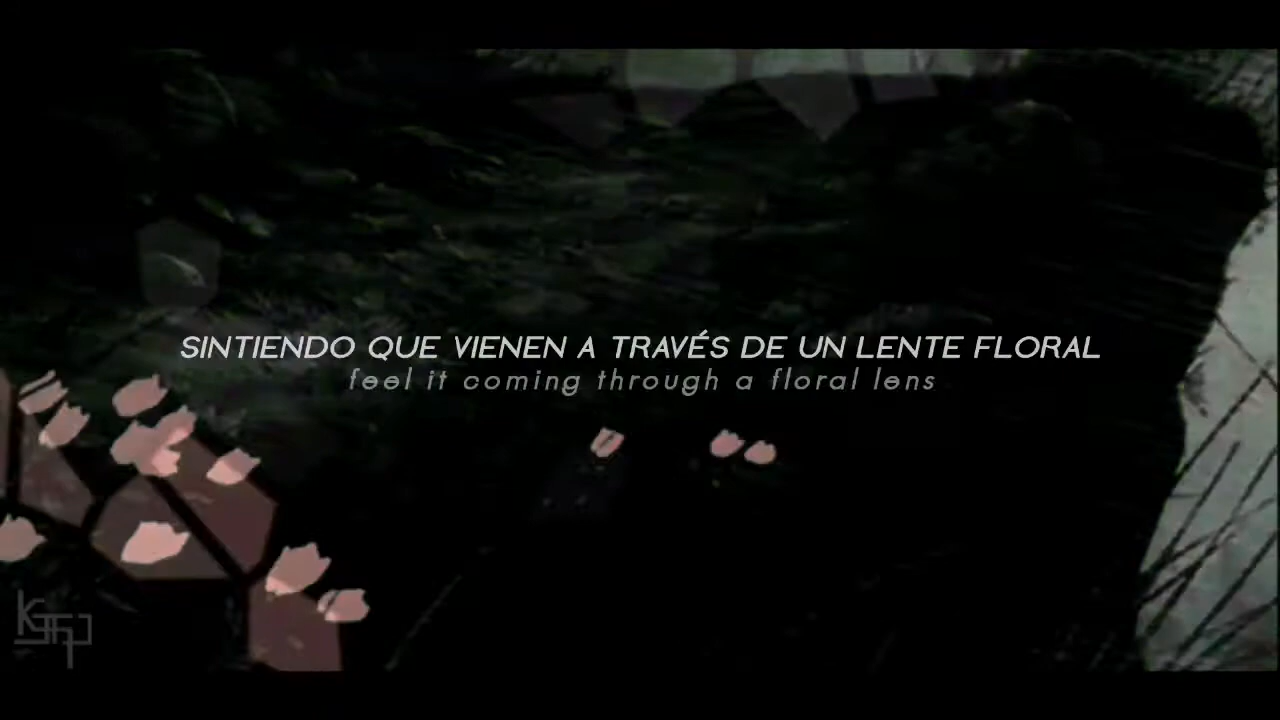 SINTIENDO QUE VIENEN A TRAVÉS DE UN LENTE FLORAL
feel it coming through a floral lens